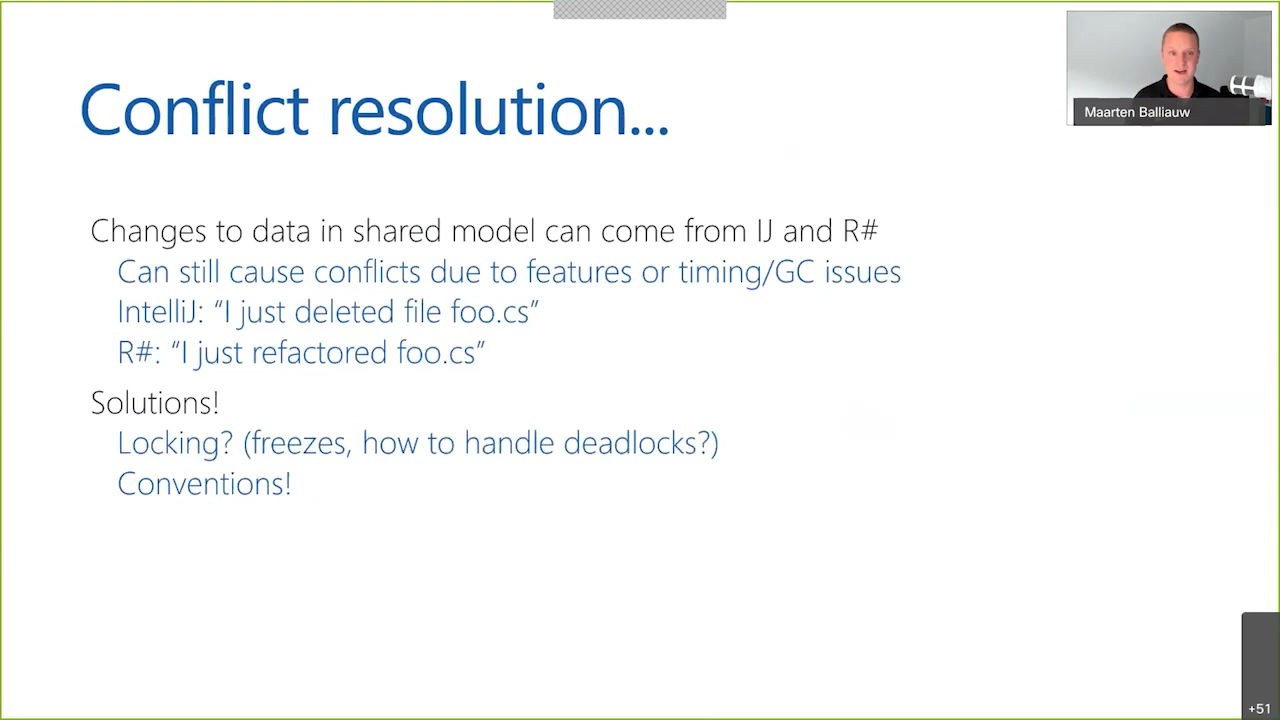 Conflict resolution...
Maarten Balliauw
Changes to data in shared model can come from IJ and R#
Can still cause conflicts due to features or timing/GC issues
IntelliJ: “I just deleted file foo.cs”
R#: “I just refactored foo.cs”
Solutions!
Locking? (freezes, how to handle deadlocks?)
Conventions!
+51